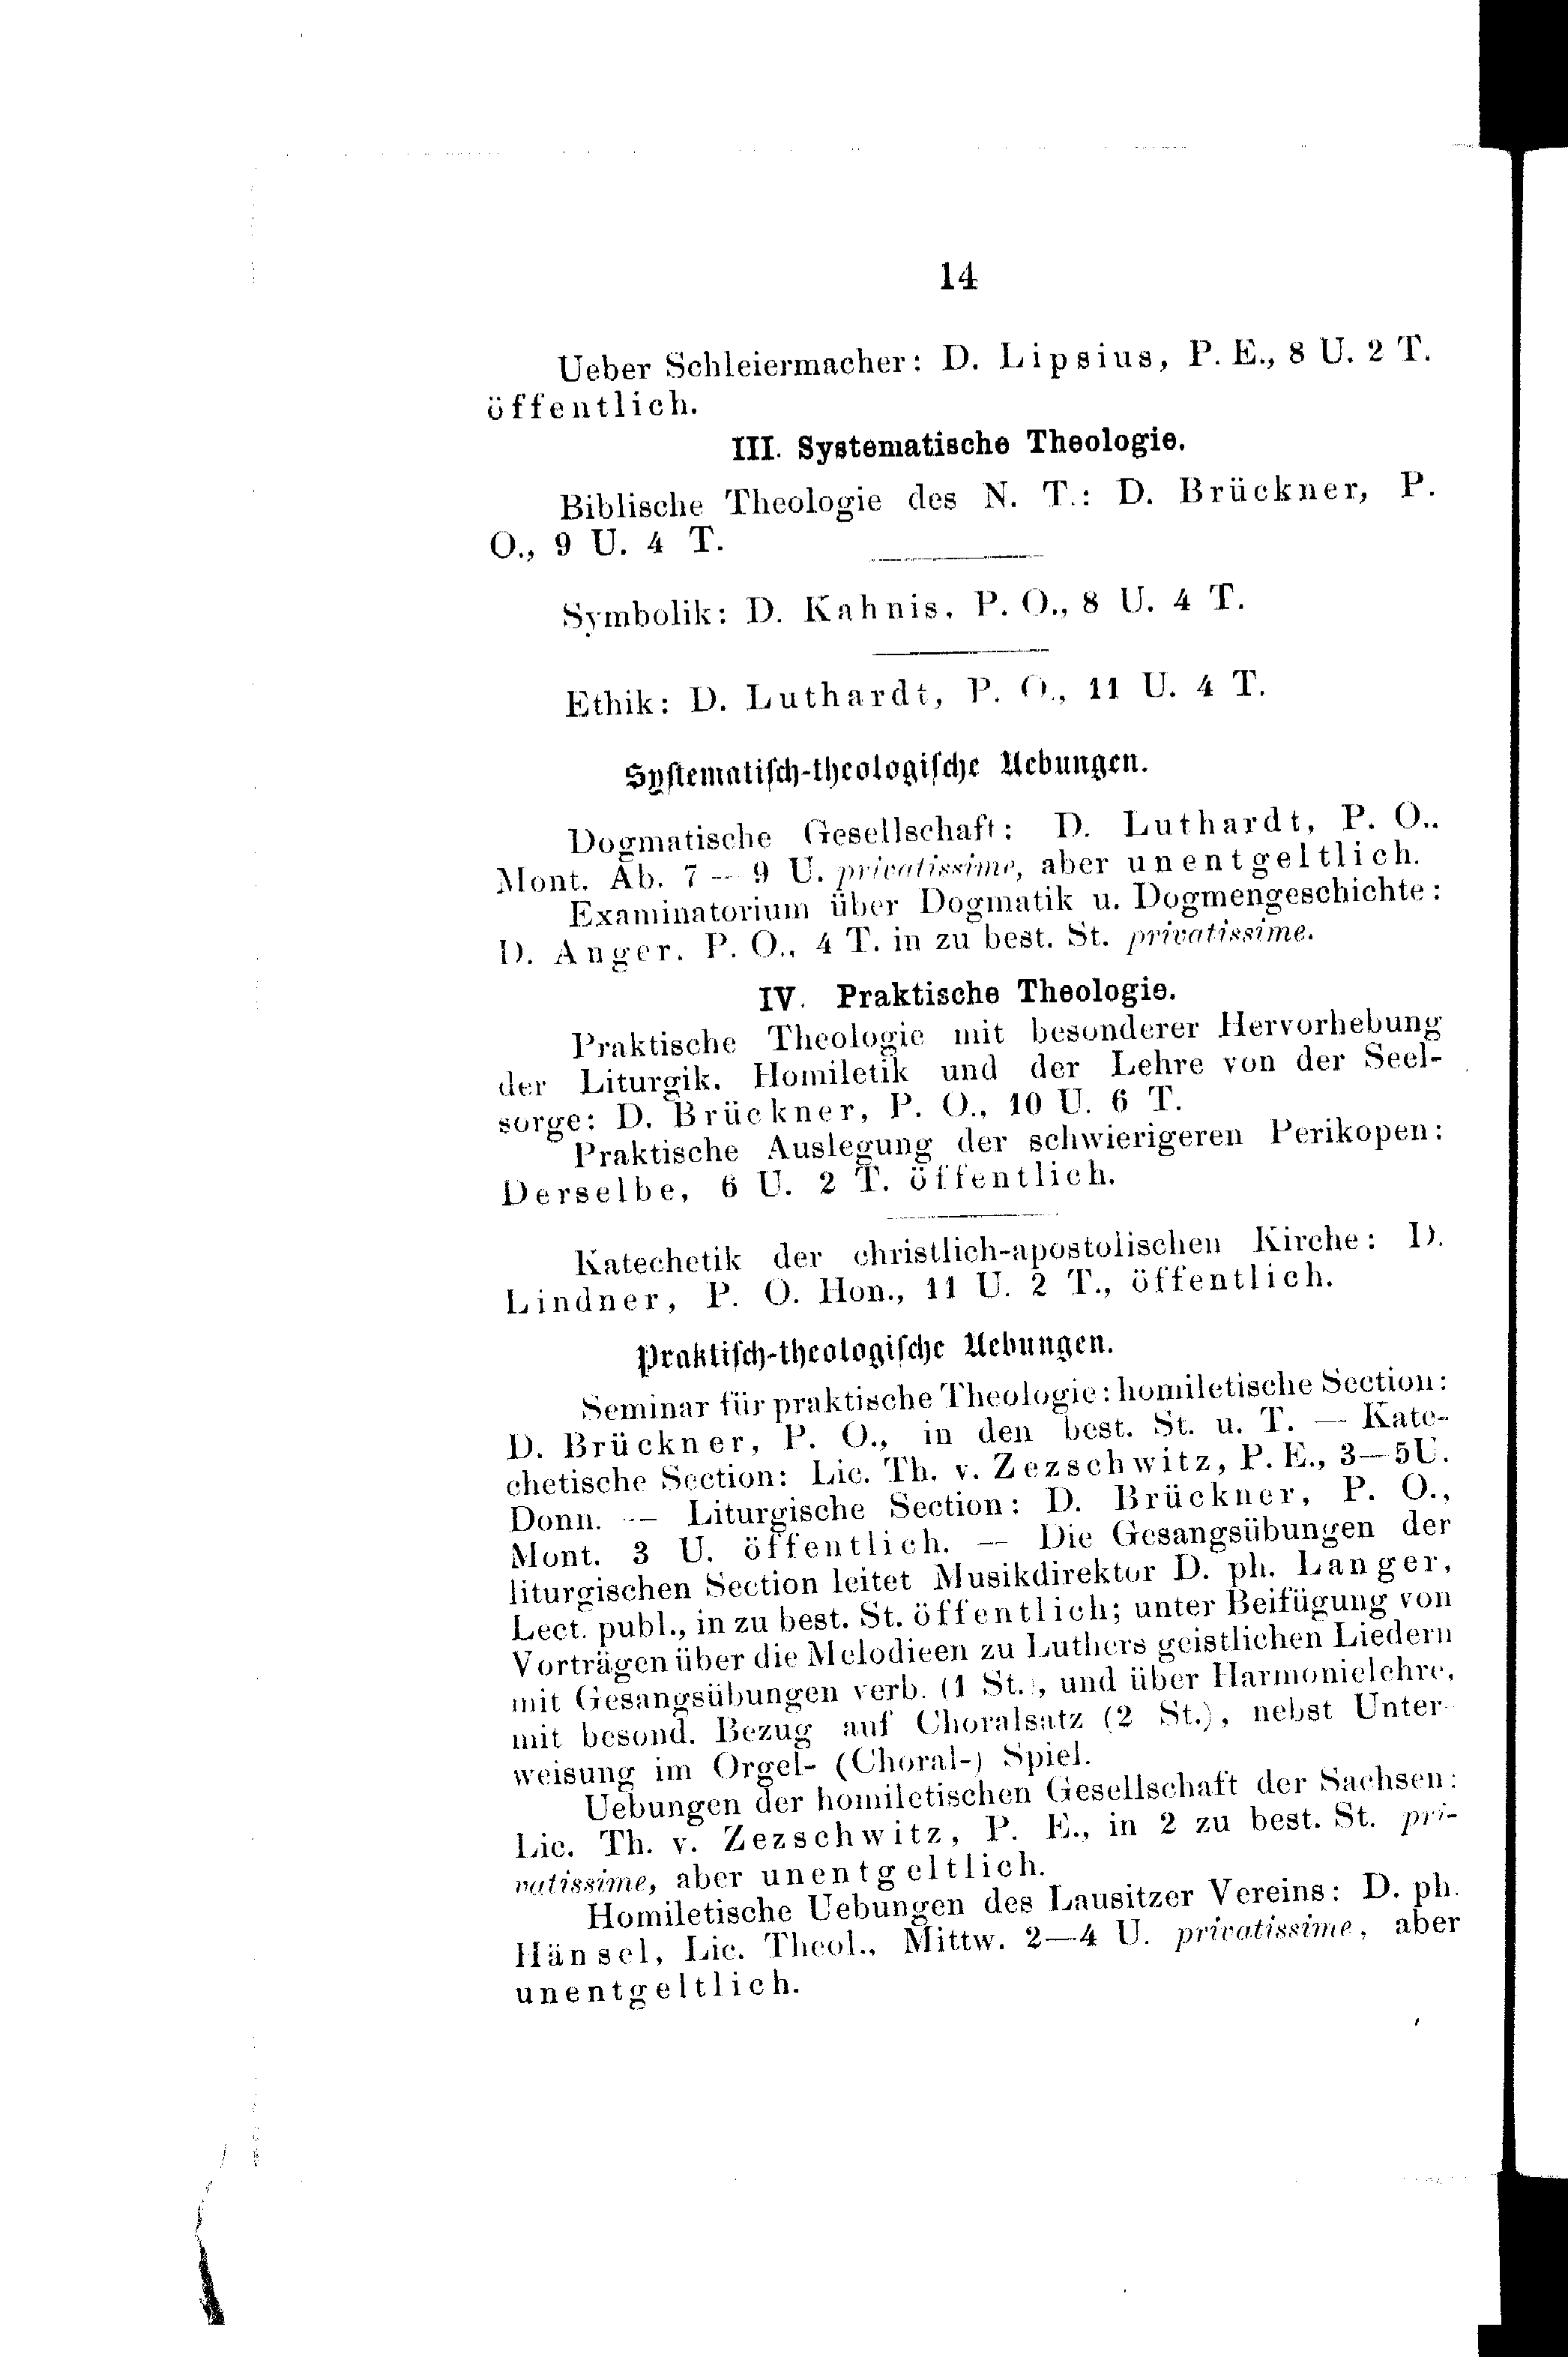 14
Ueber Schleiermacher: D. Lipsius, P. E., 8 U. 2 T.
öffentlich.
III. Systematische Theologie.
Biblische Theologie des N. T.: D. Brückner, P.
O., 9 U. 4 T.
Symbolik: D. Kahnis, P. O., 8 U. 4 T.
Ethik: D. Luthardt, P. O., 11 U. 4 T.
Systematisch-theologische Uebungen.
Dogmatische Gesellschaft: D. Luthardt, P. O..
Mont. Ab. 7 — 9 U. privatissime, aber unentgeltlich.
Examinatorium über Dogmatik u. Dogmengeschichte:
D. Anger. P. O., 4 T. in zu best. St. privatissime.
IV. Praktische Theologie.
Praktische Theologie mit besonderer Hervorhebung
der Liturgik, Homiletik und der Lehre von der Seel-
sorge: D. Brückner, P. O., 10 U. 6 T.
Praktische Auslegung der schwierigeren Perikopen:
Derselbe, 6 U. 2 T. öffentlich.
Katechetik der christlich-apostolischen Kirche: D.
Lindner, P. O. Hon., 11 U. 2 T., öffentlich.
Praktisch-theologische Uebungen.
Seminar für praktische Theologie: homiletische Section:
D. Brückner, P. O., in den best. St. u. T. — Kate-
chetische Section: Lic. Th. v. Zezschwitz, P. E., 3—5 U.
Donn. — Liturgische Section: D. Brückner, P. O.,
Mont. 3 U. öffentlich. — Die Gesangsübungen der
liturgischen Section leitet Musikdirektor D. ph. Langer,
Lect. publ., in zu best. St. öffentlich; unter Beifügung von
Vorträgen über die Melodieen zu Luthers geistlichen Liedern
mit Gesangsübungen verb. (1 St.), und über Harmonielehre,
mit besond. Bezug auf Choralsatz (2 St.), nebst Unter-
weisung im Orgel- (Choral-) Spiel.
Uebungen der homiletischen Gesellschaft der Sachsen:
Lic. Th. v. Zezschwitz, P. E., in 2 zu best. St. pri-
vatissime, aber unentgeltlich.
Homiletische Uebungen des Lausitzer Vereins: D. ph.
Hänsel, Lic. Theol., Mittw. 2—4 U. privatissime, aber
unentgeltlich.